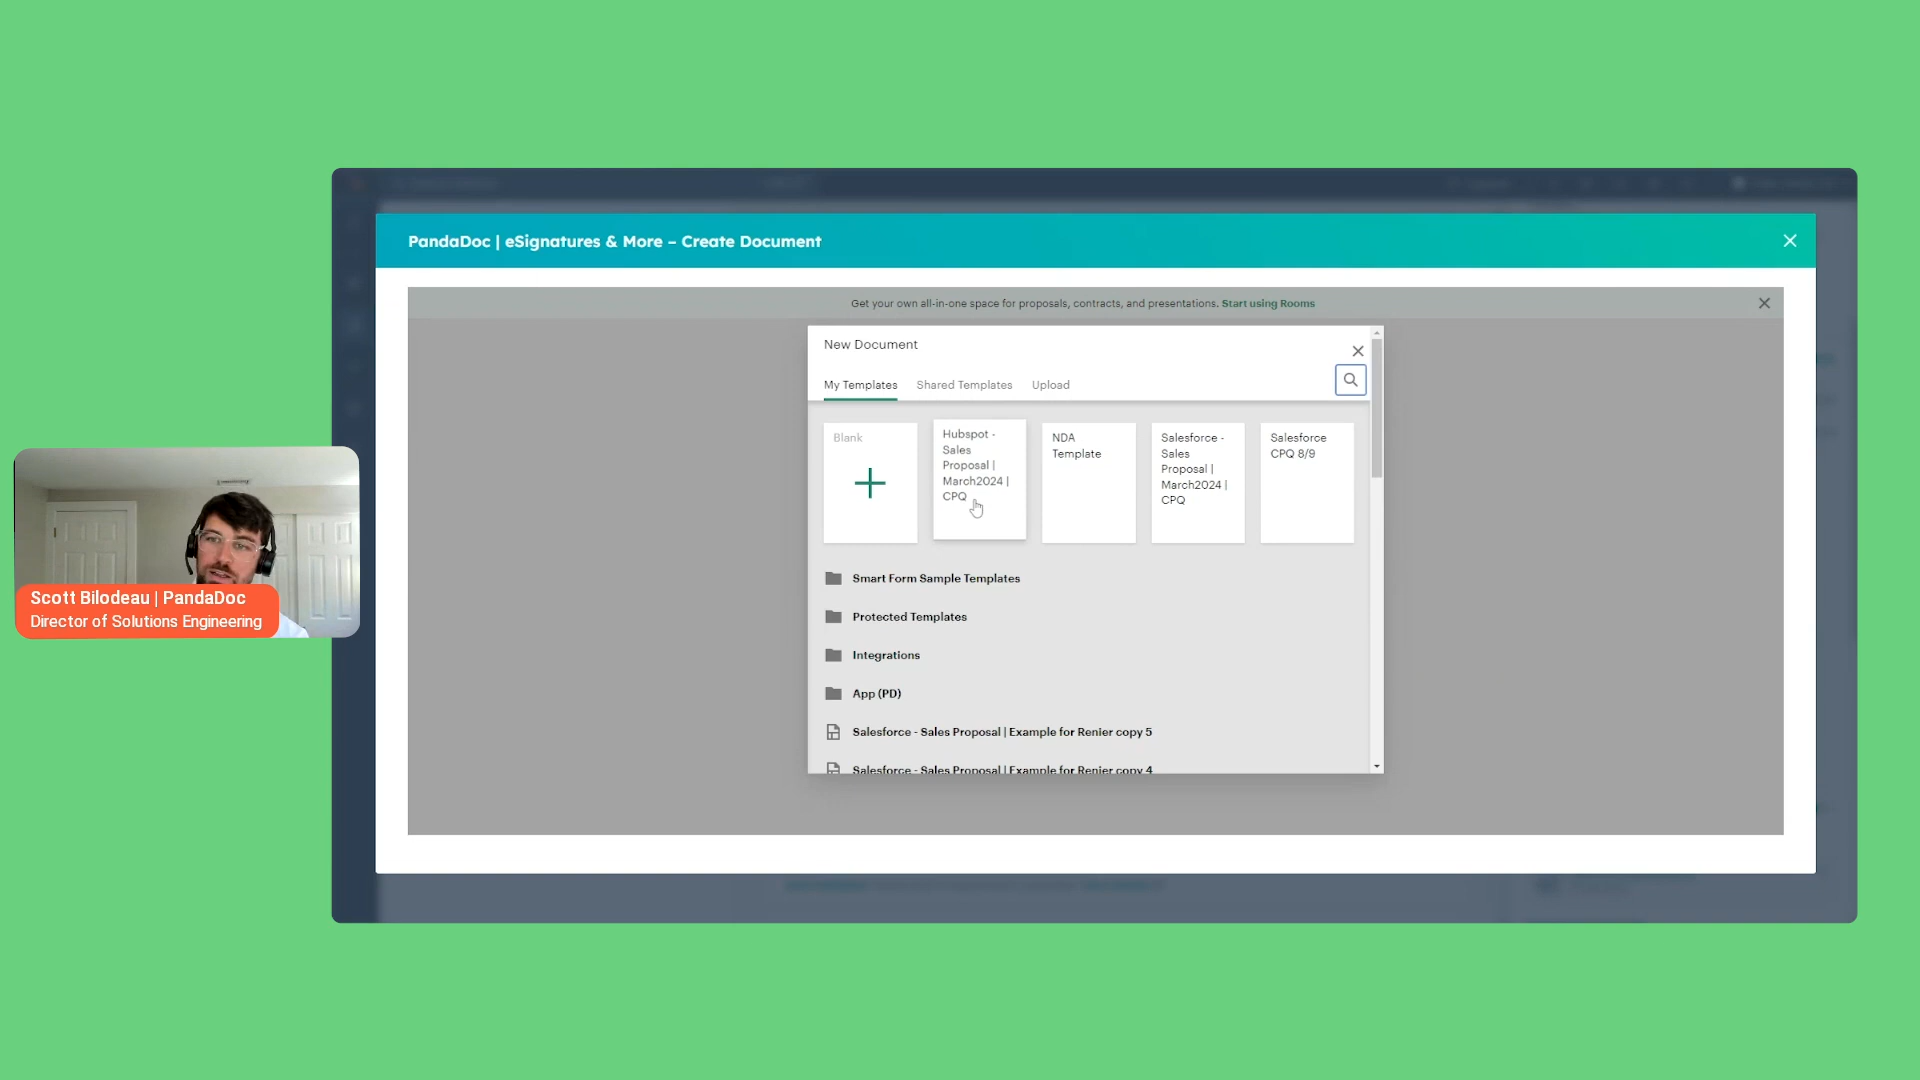 PandaDoc | eSignatures & More – Create Document
Get your own all-in-one space for proposals, contracts, and presentations. Start using Rooms
New Document
My Templates
Shared Templates
Upload
Blank
Hubspot -
Sales
Proposal |
March2024 |
CPQ
NDA
Template
Salesforce -
Sales
Proposal |
March2024 |
CPQ
Salesforce
CPQ 8/9
Smart Form Sample Templates
Protected Templates
Integrations
App (PD)
Salesforce - Sales Proposal | Example for Renier copy 5
Salesforce - Sales Proposal | Example for Renier copy 4
Scott Bilodeau | PandaDoc
Director of Solutions Engineering